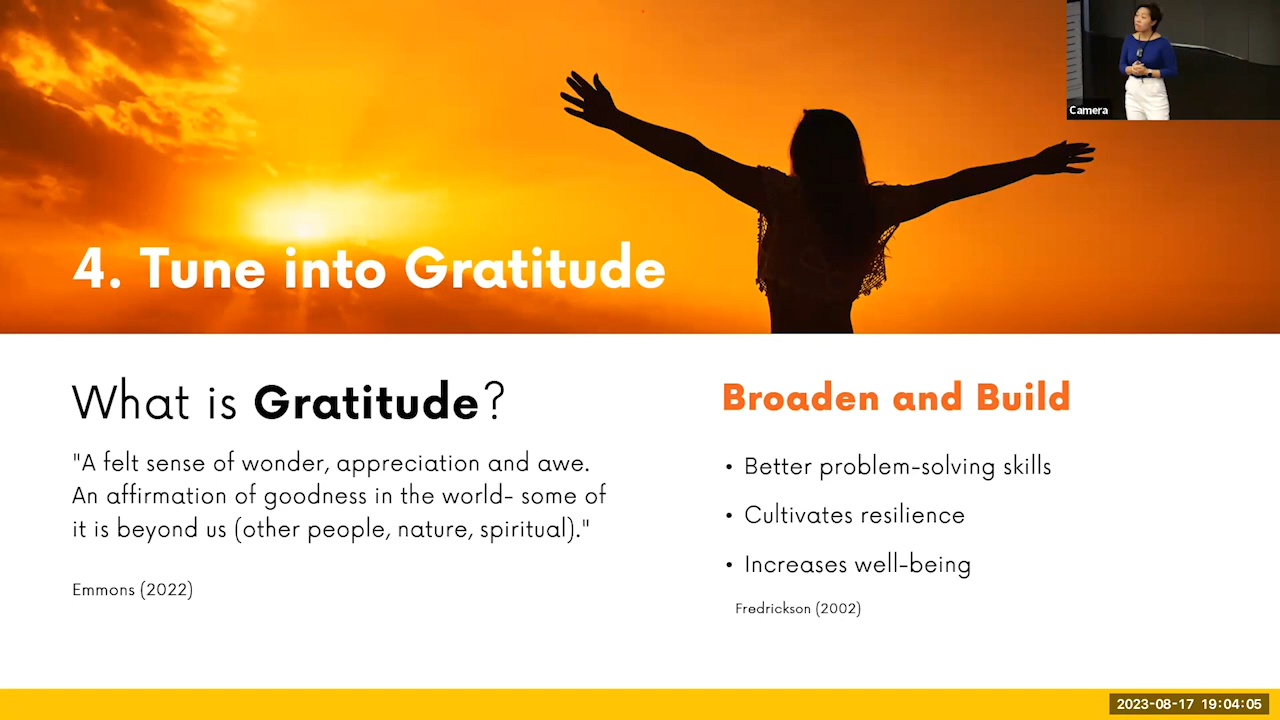 Camera
4. Tune into Gratitude
What is Gratitude?
"A felt sense of wonder, appreciation and awe.
An affirmation of goodness in the world- some of
it is beyond us (other people, nature, spiritual)."
Emmons (2022)
Broaden and Build
• Better problem-solving skills
• Cultivates resilience
• Increases well-being
Fredrickson (2002)
2023-08-17 19:04:05